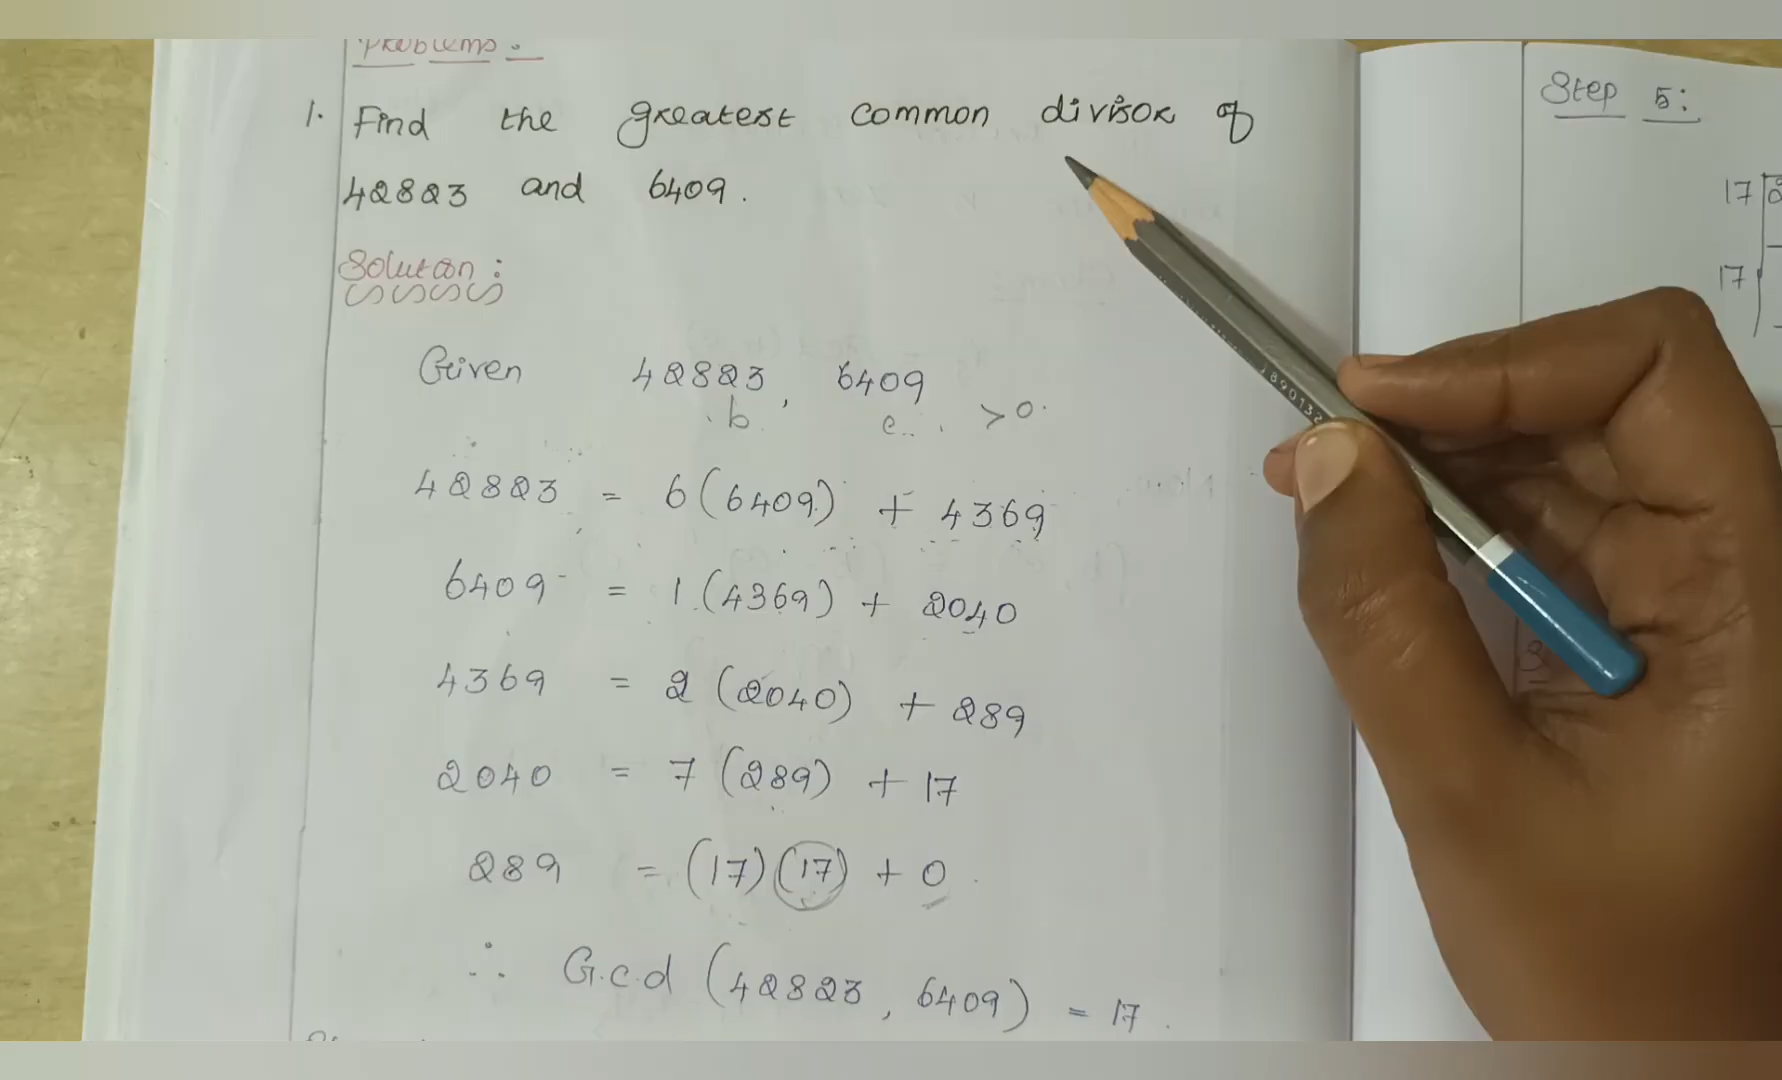 Problems:
1. Find the greatest common divisor of
42823 and 6409.
Solution:
Given 42823, 6409
b c > 0.
42823 = 6(6409) + 4369
6409 = 1.(4369) + 2040
4369 = 2(2040) + 289
2040 = 7(289) + 17
289 = (17)(17) + 0
∴ G.c.d (42823, 6409) = 17.
Step 5:
17
17